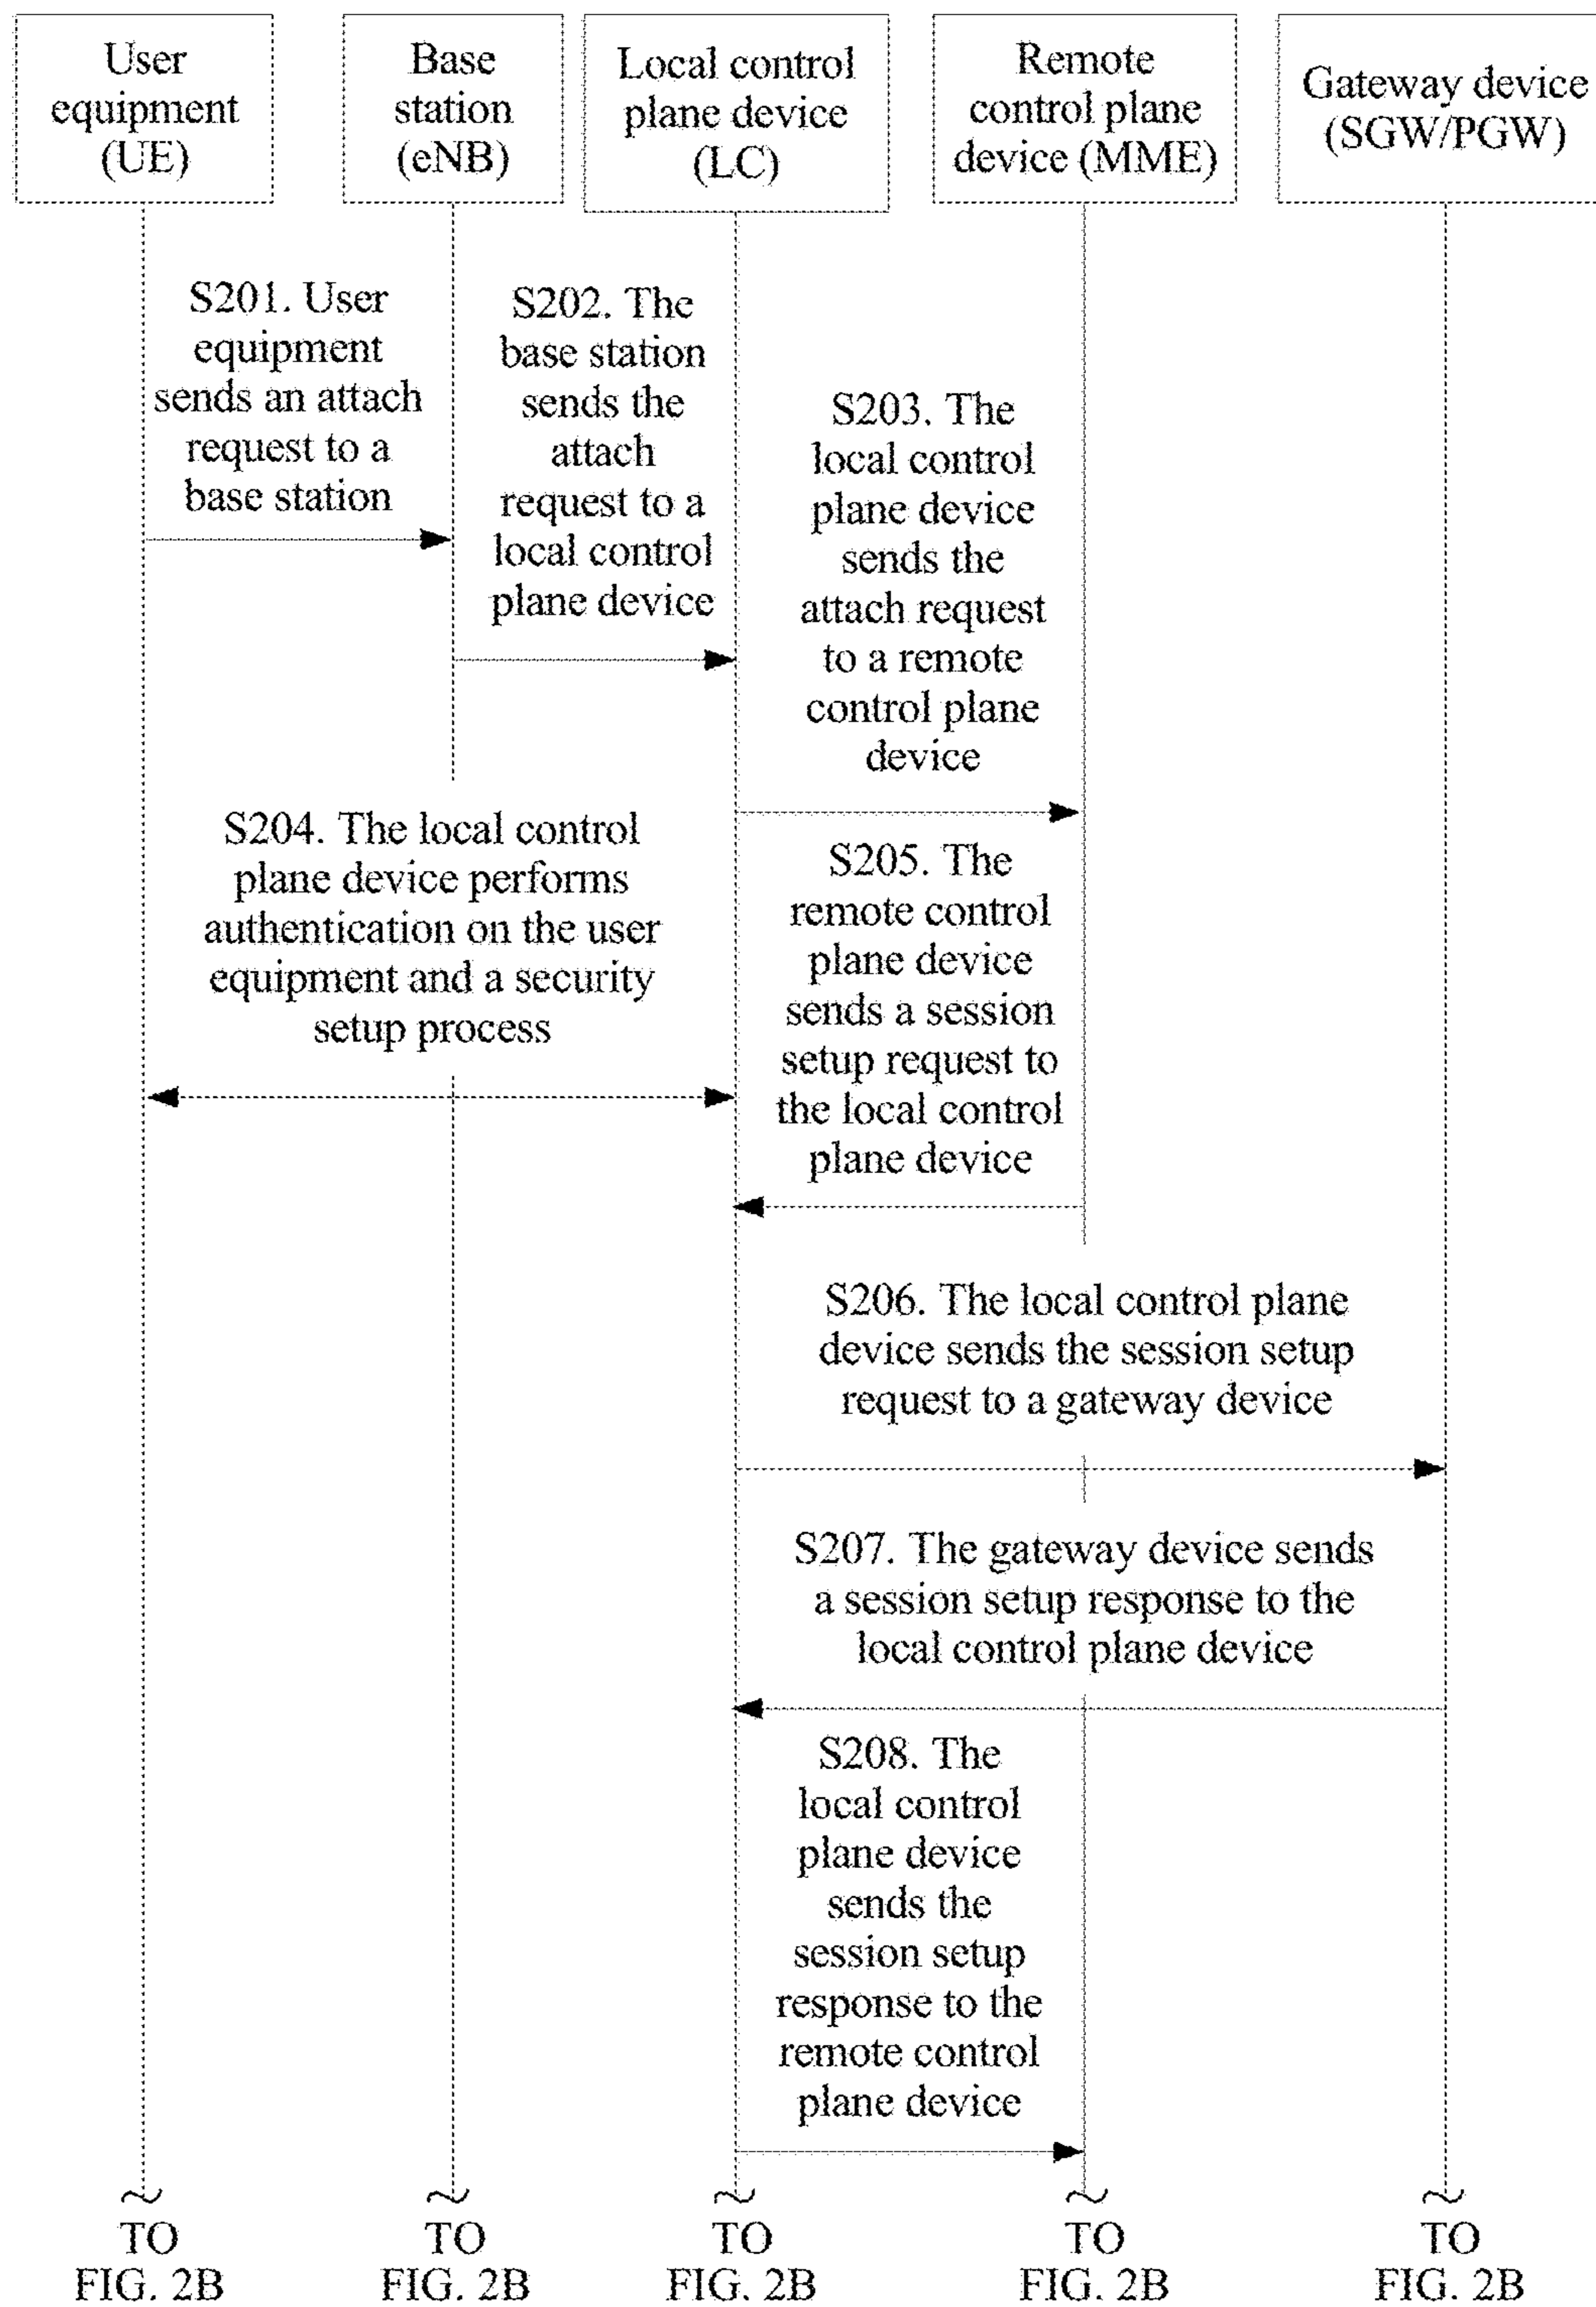 User
equipment
(UE)
Base
station
(eNB)
Local control
plane device
(LC)
Remote
control plane
device (MME)
Gateway device
(SGW/PGW)
S201. User
equipment
sends an attach
request to a
base station
S202. The
base station
sends the
attach
request to a
local control
plane device
S203. The
local control
plane device
sends the
attach request
to a remote
control plane
device
S204. The local control
plane device performs
authentication on the user
equipment and a security
setup process
S205. The
remote control
plane device
sends a session
setup request to
the local control
plane device
S206. The local control plane
device sends the session setup
request to a gateway device
S207. The gateway device sends
a session setup response to the
local control plane device
S208. The
local control
plane device
sends the
session setup
response to the
remote control
plane device
TO
FIG. 2B
TO
FIG. 2B
TO
FIG. 2B
TO
FIG. 2B
TO
FIG. 2B